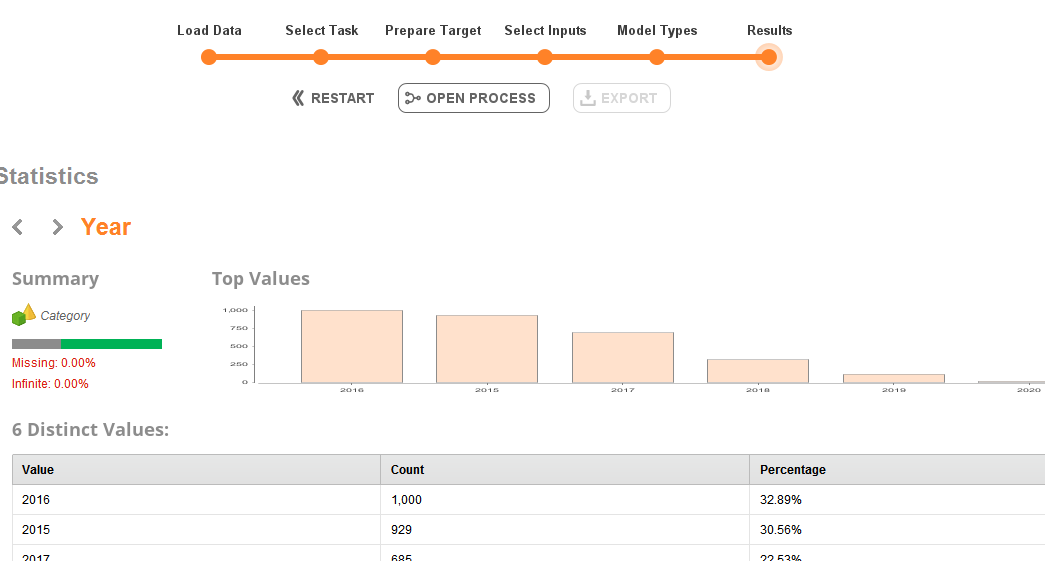 Load Data Select Task Prepare Target Select Inputs Model Types Results
RESTART OPEN PROCESS EXPORT
Statistics
Year
Summary Top Values
Category
Missing: 0.00%
Infinite: 0.00%
1,000
750
500
250
0
2016 2015 2017 2018 2019 2020
6 Distinct Values:
Value Count Percentage
2016 1,000 32.89%
2015 929 30.56%
2017 685 22.53%